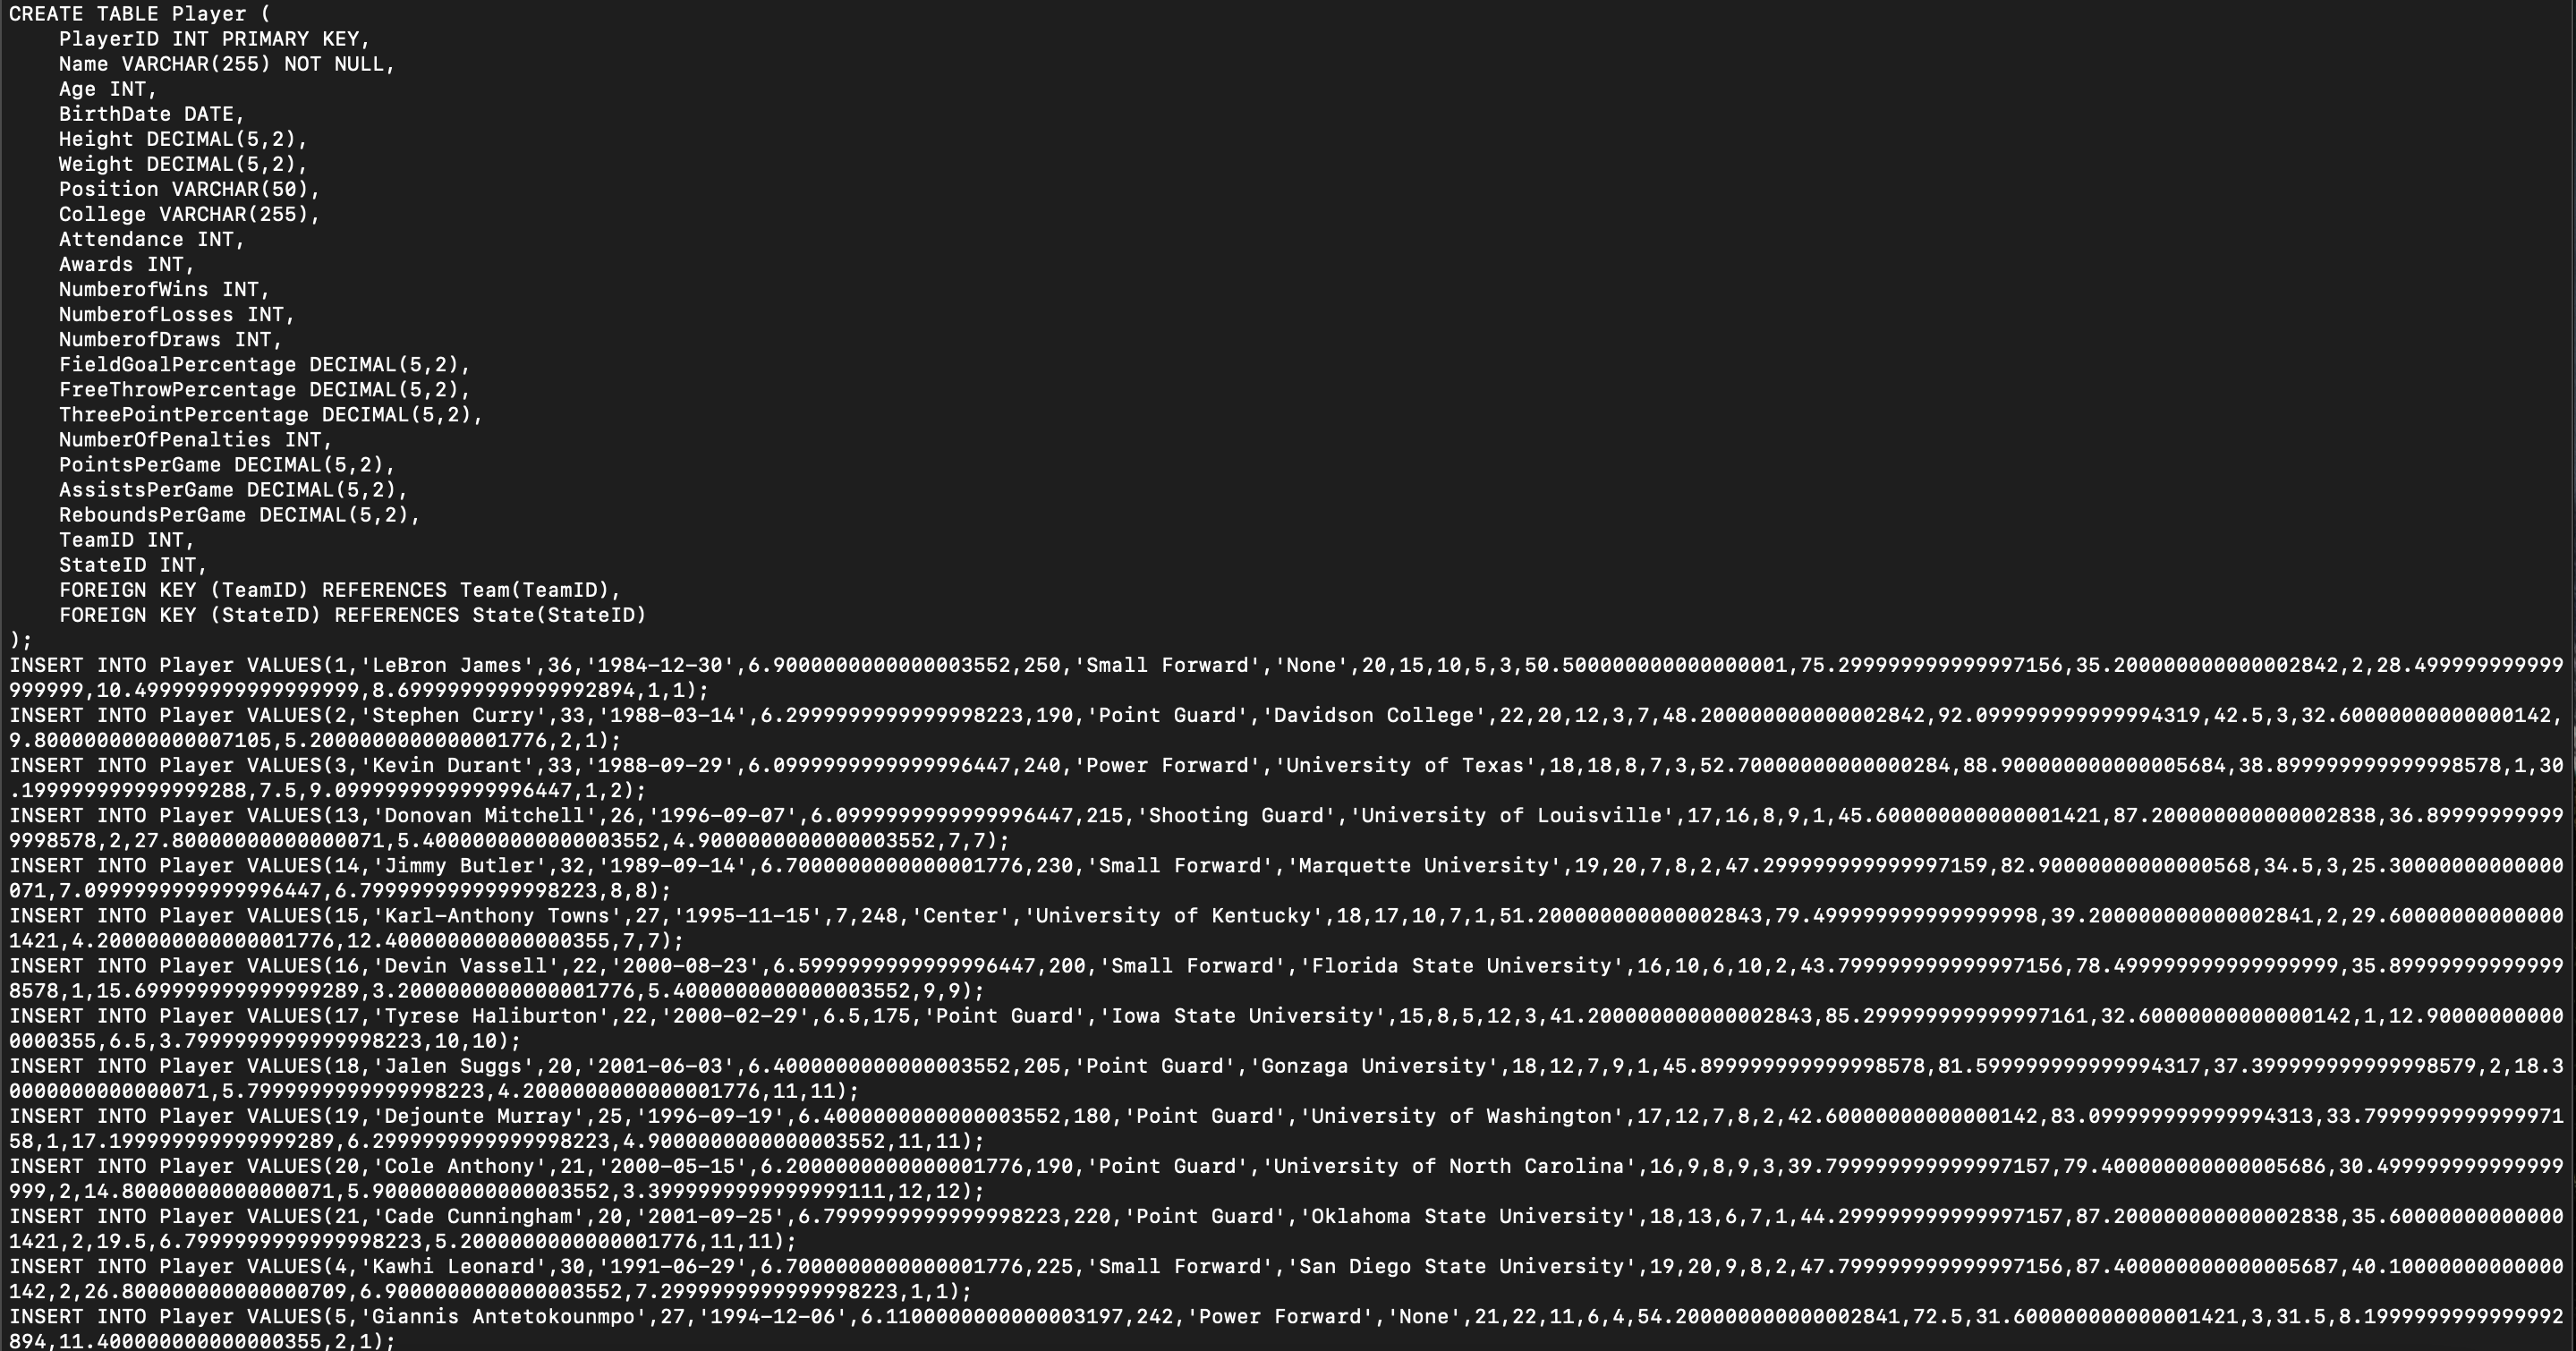 CREATE TABLE Player (
    PlayerID INT PRIMARY KEY,
    Name VARCHAR(255) NOT NULL,
    Age INT,
    BirthDate DATE,
    Height DECIMAL(5,2),
    Weight DECIMAL(5,2),
    Position VARCHAR(50),
    College VARCHAR(255),
    Attendance INT,
    Awards INT,
    NumberofWins INT,
    NumberofLosses INT,
    NumberofDraws INT,
    FieldGoalPercentage DECIMAL(5,2),
    FreeThrowPercentage DECIMAL(5,2),
    ThreePointPercentage DECIMAL(5,2),
    NumberOfPenalties INT,
    PointsPerGame DECIMAL(5,2),
    AssistsPerGame DECIMAL(5,2),
    ReboundsPerGame DECIMAL(5,2),
    TeamID INT,
    StateID INT,
    FOREIGN KEY (TeamID) REFERENCES Team(TeamID),
    FOREIGN KEY (StateID) REFERENCES State(StateID)
);
INSERT INTO Player VALUES(1,'LeBron James',36,'1984-12-30',6.9000000000000003552,250,'Small Forward','None',20,15,10,5,3,50.500000000000000001,75.299999999999997156,35.200000000000002842,2,28.499999999999
999999,10.499999999999999999,8.6999999999999992894,1,1);
INSERT INTO Player VALUES(2,'Stephen Curry',33,'1988-03-14',6.2999999999999998223,190,'Point Guard','Davidson College',22,20,12,3,7,48.200000000000002842,92.099999999999994319,42.5,3,32.60000000000000142,
9.8000000000000007105,5.2000000000000001776,2,1);
INSERT INTO Player VALUES(3,'Kevin Durant',33,'1988-09-29',6.0999999999999996447,240,'Power Forward','University of Texas',18,18,8,7,3,52.70000000000000284,88.900000000000005684,38.899999999999998578,1,30
.199999999999999288,7.5,9.0999999999999996447,1,2);
INSERT INTO Player VALUES(13,'Donovan Mitchell',26,'1996-09-07',6.0999999999999996447,215,'Shooting Guard','University of Louisville',17,16,8,9,1,45.600000000000001421,87.200000000000002838,36.89999999999
9998578,2,27.80000000000000071,5.4000000000000003552,4.9000000000000003552,7,7);
INSERT INTO Player VALUES(14,'Jimmy Butler',32,'1989-09-14',6.7000000000000001776,230,'Small Forward','Marquette University',19,20,7,8,2,47.299999999999997159,82.90000000000000568,34.5,3,25.30000000000000
071,7.0999999999999996447,6.7999999999999998223,8,8);
INSERT INTO Player VALUES(15,'Karl-Anthony Towns',27,'1995-11-15',7,248,'Center','University of Kentucky',18,17,10,7,1,51.200000000000002843,79.499999999999999998,39.200000000000002841,2,29.60000000000000
1421,4.2000000000000001776,12.400000000000000355,7,7);
INSERT INTO Player VALUES(16,'Devin Vassell',22,'2000-08-23',6.5999999999999996447,200,'Small Forward','Florida State University',16,10,6,10,2,43.799999999999997156,78.499999999999999999,35.89999999999999
8578,1,15.699999999999999289,3.2000000000000001776,5.4000000000000003552,9,9);
INSERT INTO Player VALUES(17,'Tyrese Haliburton',22,'2000-02-29',6.5,175,'Point Guard','Iowa State University',15,8,5,12,3,41.200000000000002843,85.299999999999997161,32.60000000000000142,1,12.90000000000
0000355,6.5,3.7999999999999998223,10,10);
INSERT INTO Player VALUES(18,'Jalen Suggs',20,'2001-06-03',6.4000000000000003552,205,'Point Guard','Gonzaga University',18,12,7,9,1,45.899999999999998578,81.599999999999994317,37.399999999999998579,2,18.3
0000000000000071,5.7999999999999998223,4.2000000000000001776,11,11);
INSERT INTO Player VALUES(19,'Dejounte Murray',25,'1996-09-19',6.4000000000000003552,180,'Point Guard','University of Washington',17,12,7,8,2,42.60000000000000142,83.099999999999994313,33.7999999999999971
58,1,17.199999999999999289,6.2999999999999998223,4.9000000000000003552,11,11);
INSERT INTO Player VALUES(20,'Cole Anthony',21,'2000-05-15',6.2000000000000001776,190,'Point Guard','University of North Carolina',16,9,8,9,3,39.799999999999997157,79.400000000000005686,30.499999999999999
999,2,14.80000000000000071,5.9000000000000003552,3.3999999999999999111,12,12);
INSERT INTO Player VALUES(21,'Cade Cunningham',20,'2001-09-25',6.7999999999999998223,220,'Point Guard','Oklahoma State University',18,13,6,7,1,44.299999999999997157,87.200000000000002838,35.60000000000000
1421,2,19.5,6.7999999999999998223,5.2000000000000001776,11,11);
INSERT INTO Player VALUES(4,'Kawhi Leonard',30,'1991-06-29',6.7000000000000001776,225,'Small Forward','San Diego State University',19,20,9,8,2,47.799999999999997156,87.400000000000005687,40.10000000000000
142,2,26.800000000000000709,6.9000000000000003552,7.2999999999999998223,1,1);
INSERT INTO Player VALUES(5,'Giannis Antetokounmpo',27,'1994-12-06',6.1100000000000003197,242,'Power Forward','None',21,22,11,6,4,54.200000000000002841,72.5,31.600000000000001421,3,31.5,8.1999999999999992
894,11.400000000000000355,2,1);